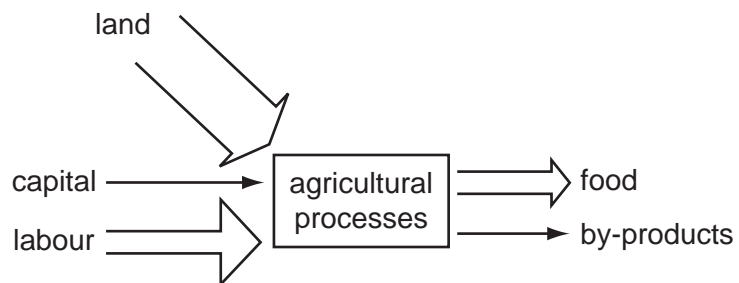 land
capital
labour
agricultural
processes
food
by-products